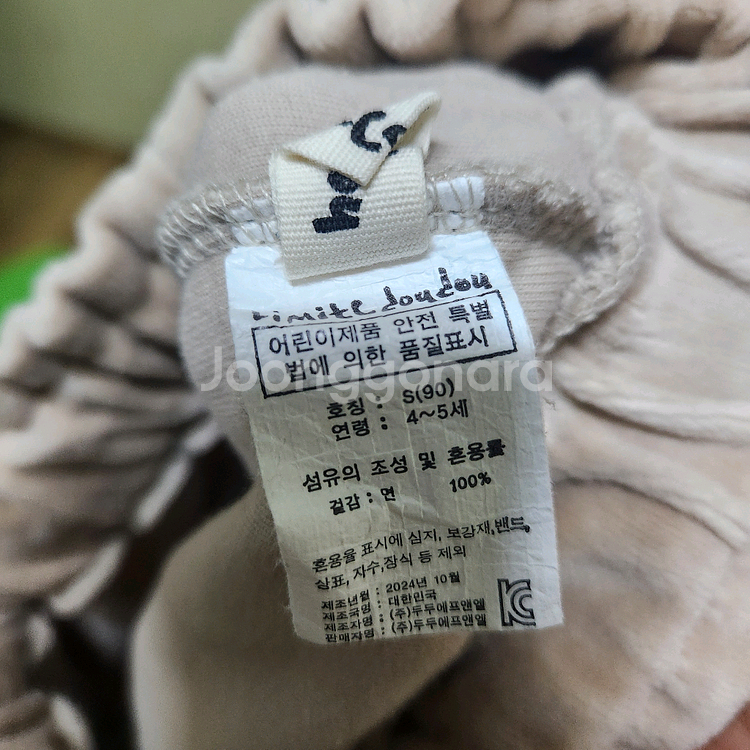 Limite doudou
어린이제품 안전 특별
법에 의한 품질표시
Joonggonara
호칭 : S(90)
연령 : 4~5세
섬유의 조성 및 혼용률
겉감 : 면 100%
혼용율 표시에 심지, 보강재,밴드,
상표, 자수,장식 등 제외
제조년월 : 2024년 10월
제조국명 : 대한민국
제조자명 : (주)두두에프앤엘
판매자명 : (주)두두에프앤엘